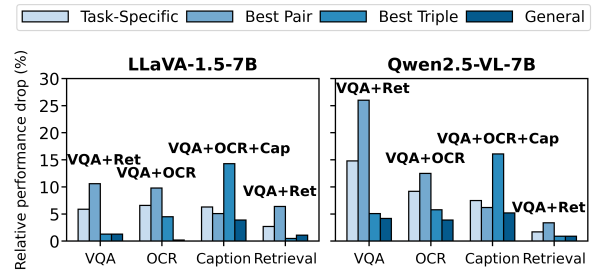 Task-Specific Best Pair Best Triple General
LLaVA-1.5-7B
Qwen2.5-VL-7B
Relative performance drop (%)
30
25
20
15
10
5
0
VQA+Ret
VQA+OCR
VQA+OCR+Cap
VQA+Ret
VQA+Ret
VQA+OCR
VQA+OCR+Cap
VQA+Ret
VQA OCR Caption Retrieval
VQA OCR Caption Retrieval